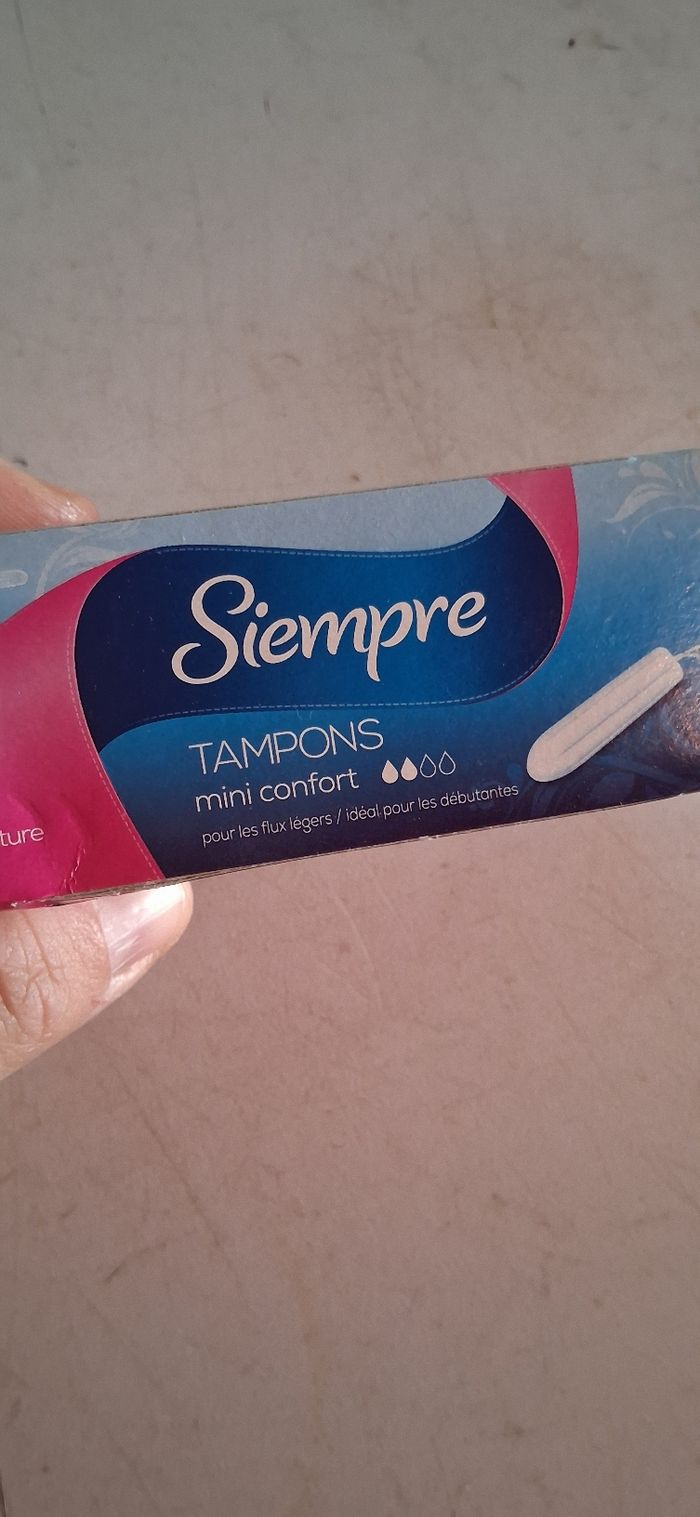 Siempre
TAMPONS
mini confort
pour les flux légers / idéal pour les débutantes
ture